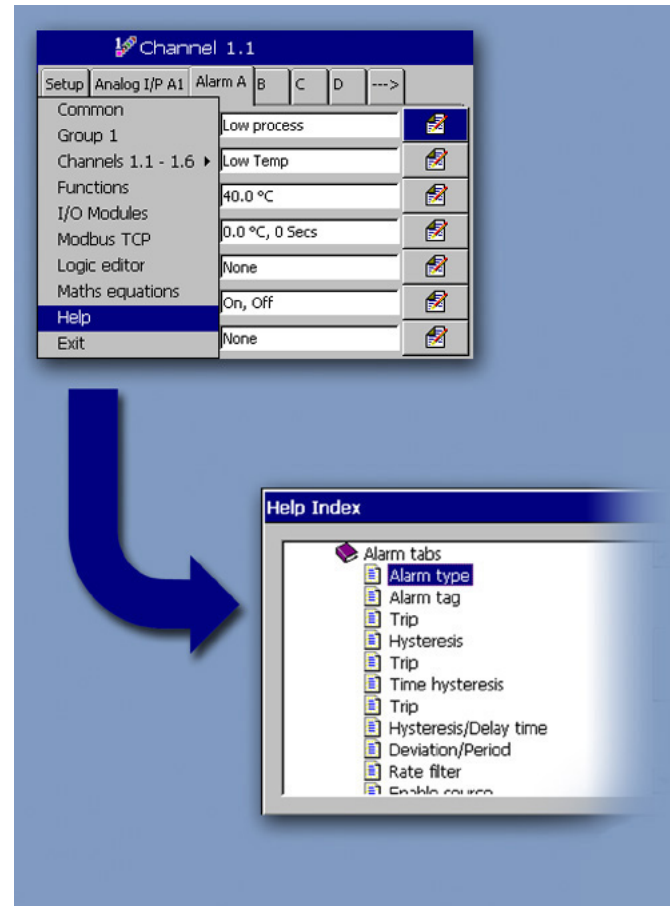 Channel 1.1
Setup Analog I/P A1 Alarm A B C D --->
Common
Group 1
Channels 1.1 - 1.6
Functions
I/O Modules
Modbus TCP
Logic editor
Maths equations
Help
Exit
Low process
Low Temp
40.0 °C
0.0 °C, 0 Secs
None
On, Off
None
Help Index
Alarm tabs
Alarm type
Alarm tag
Trip
Hysteresis
Trip
Time hysteresis
Trip
Hysteresis/Delay time
Deviation/Period
Rate filter
Enable source